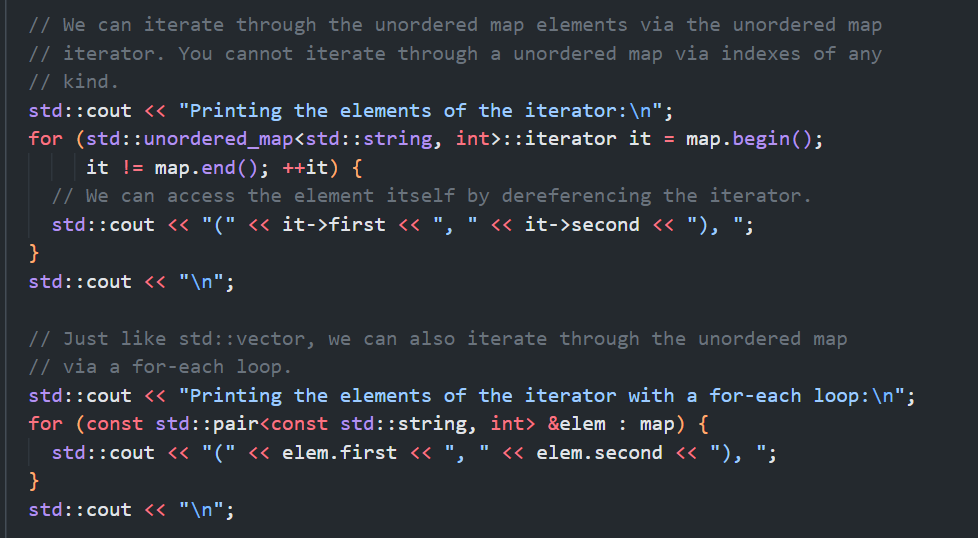 // We can iterate through the unordered map elements via the unordered map
// iterator. You cannot iterate through a unordered map via indexes of any
// kind.
std::cout << "Printing the elements of the iterator:\n";
for (std::unordered_map<std::string, int>::iterator it = map.begin();
     it != map.end(); ++it) {
  // We can access the element itself by dereferencing the iterator.
  std::cout << "(" << it->first << ", " << it->second << "), ";
}
std::cout << "\n";

// Just like std::vector, we can also iterate through the unordered map
// via a for-each loop.
std::cout << "Printing the elements of the iterator with a for-each loop:\n";
for (const std::pair<const std::string, int> &elem : map) {
  std::cout << "(" << elem.first << ", " << elem.second << "), ";
}
std::cout << "\n";